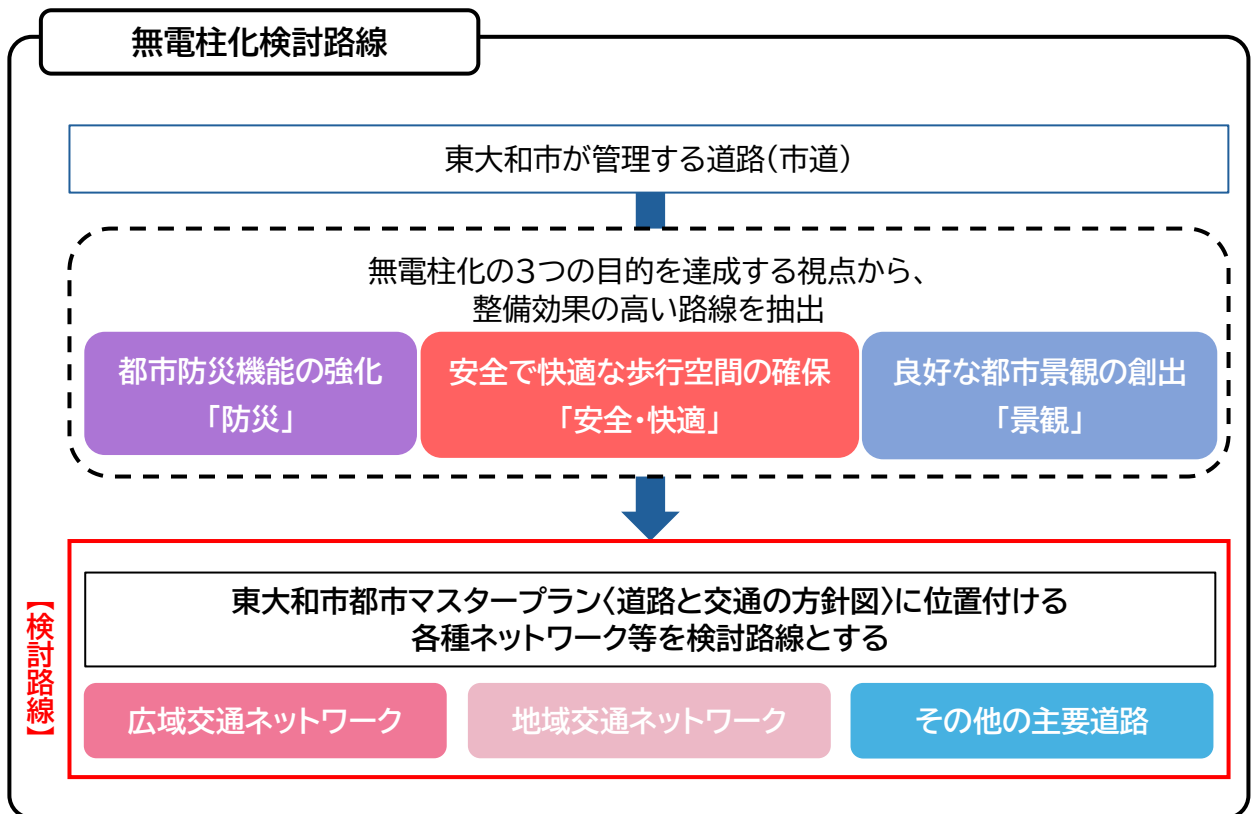 無電柱化検討路線
東大和市が管理する道路(市道)
無電柱化の3つの目的を達成する視点から、
整備効果の高い路線を抽出
都市防災機能の強化
「防災」
安全で快適な歩行空間の確保
「安全・快適」
良好な都市景観の創出
「景観」
【検討路線】
東大和市都市マスタープラン〈道路と交通の方針図〉に位置付ける
各種ネットワーク等を検討路線とする
広域交通ネットワーク
地域交通ネットワーク
その他の主要道路